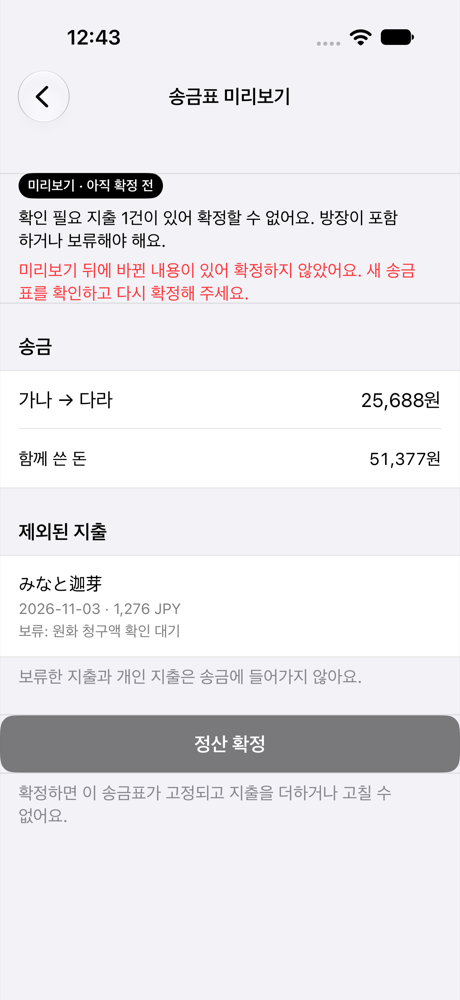 12:43
송금표 미리보기
미리보기 · 아직 확정 전
확인 필요 지출 1건이 있어 확정할 수 없어요. 방장이 포함
하거나 보류해야 해요.
미리보기 뒤에 바뀐 내용이 있어 확정하지 않았어요. 새 송금
표를 확인하고 다시 확정해 주세요.
송금
가나 → 다라 25,688원
함께 쓴 돈 51,377원
제외된 지출
みなと迦芽
2026-11-03 · 1,276 JPY
보류: 원화 청구액 확인 대기
보류한 지출과 개인 지출은 송금에 들어가지 않아요.
정산 확정
확정하면 이 송금표가 고정되고 지출을 더하거나 고칠 수
없어요.